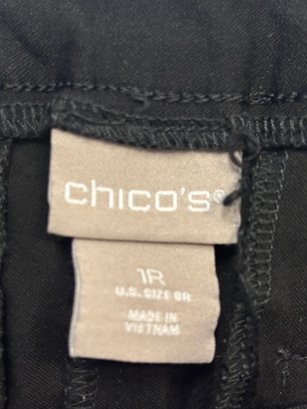 chico's®
1R
U.S. SIZE 8R
MADE IN
VIETNAM